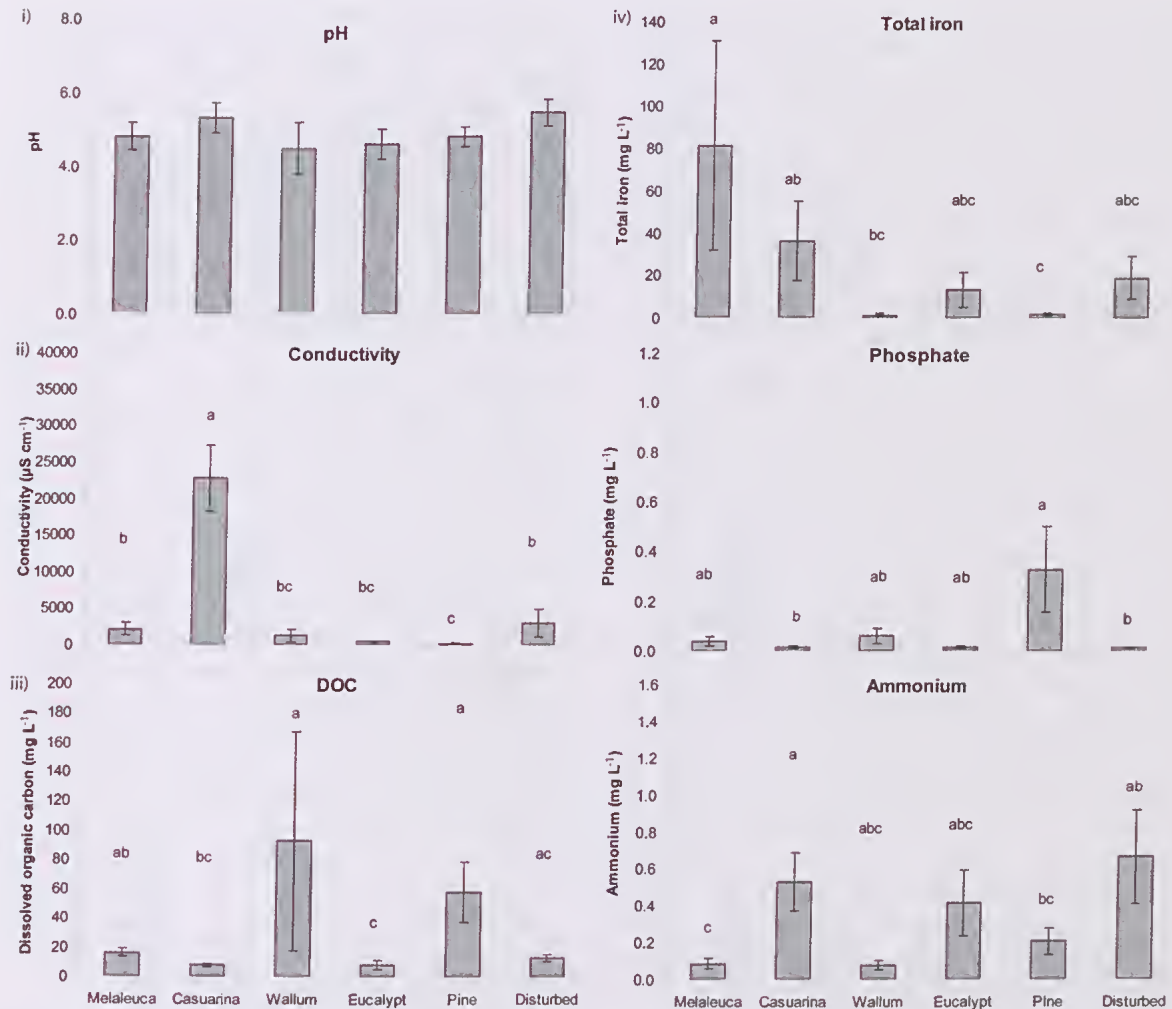 i)
pH
8.0
6.0
4.0
2.0
0.0
pH
ii)
Conductivity
40000
35000
30000
25000
20000
15000
10000
5000
0
Conductivity (µS cm⁻¹)
b
a
bc
bc
c
b
iii)
DOC
200
180
160
140
120
100
80
60
40
20
0
Dissolved organic carbon (mg L⁻¹)
ab
bc
a
c
a
ac
Melaleuca Casuarina Wallum Eucalypt Pine Disturbed
iv)
Total iron
140
120
100
80
60
40
20
0
Total iron (mg L⁻¹)
a
ab
bc
abc
c
abc
Phosphate
1.2
1.0
0.8
0.6
0.4
0.2
0.0
Phosphate (mg L⁻¹)
ab
b
ab
ab
a
b
Ammonium
1.6
1.4
1.2
1.0
0.8
0.6
0.4
0.2
0.0
Ammonium (mg L⁻¹)
c
a
abc
abc
bc
ab
Melaleuca Casuarina Wallum Eucalypt PIne Disturbed